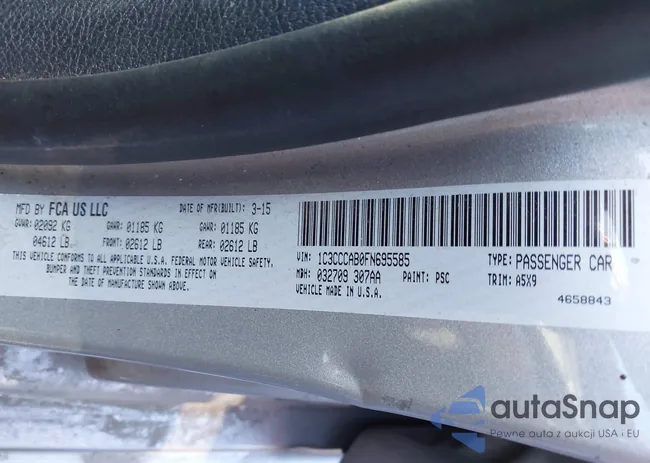 MFD BY FCA US LLC DATE OF MFR(BUILT): 3-15
GVWR: 02092 KG GAWR: 01185 KG GAWR: 01185 KG
04612 LB FRONT: 02612 LB REAR: 02612 LB
THIS VEHICLE CONFORMS TO ALL APPLICABLE U.S.A. FEDERAL MOTOR VEHICLE SAFETY,
BUMPER AND THEFT PREVENTION STANDARDS IN EFFECT ON
THE DATE OF MANUFACTURE SHOWN ABOVE.
VIN: 1C3CCCAB0FN695585 TYPE: PASSENGER CAR
MDH: 032709 307AA PAINT: PSC TRIM: A5X9
VEHICLE MADE IN U.S.A. 4658843
autaSnap
Pewne auta z aukcji USA i EU